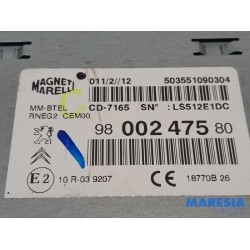 MAGNETI MARELLI 011/2//12 503551090304
MM-BTEL CD-7165 SN° : LS512E1DC
RNEG2 CEM00
98 002 475 80
E2 10 R-03 9207 CE 18770B 26
MARESIA